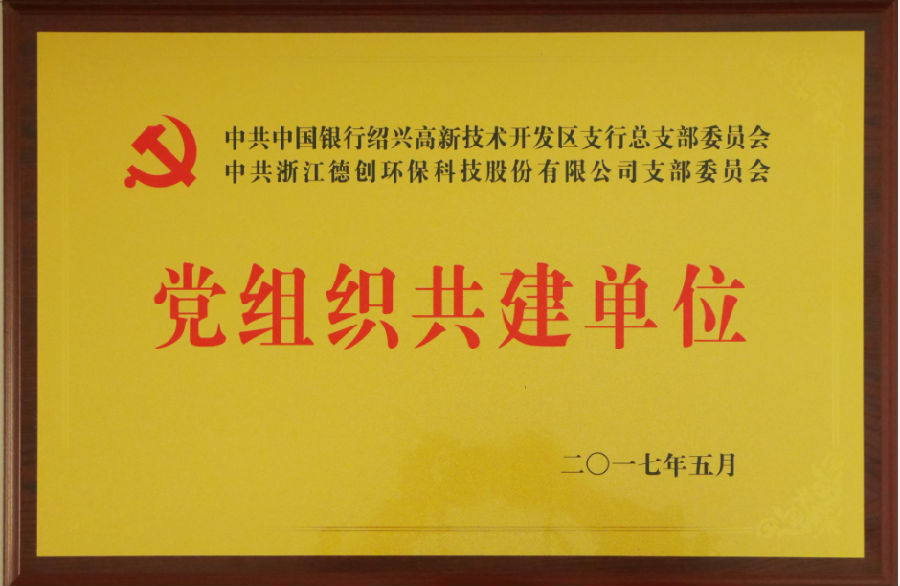 中共中国银行绍兴高新技术开发区支行总支部委员会
中共浙江德创环保科技股份有限公司支部委员会
党组织共建单位
二〇一七年五月